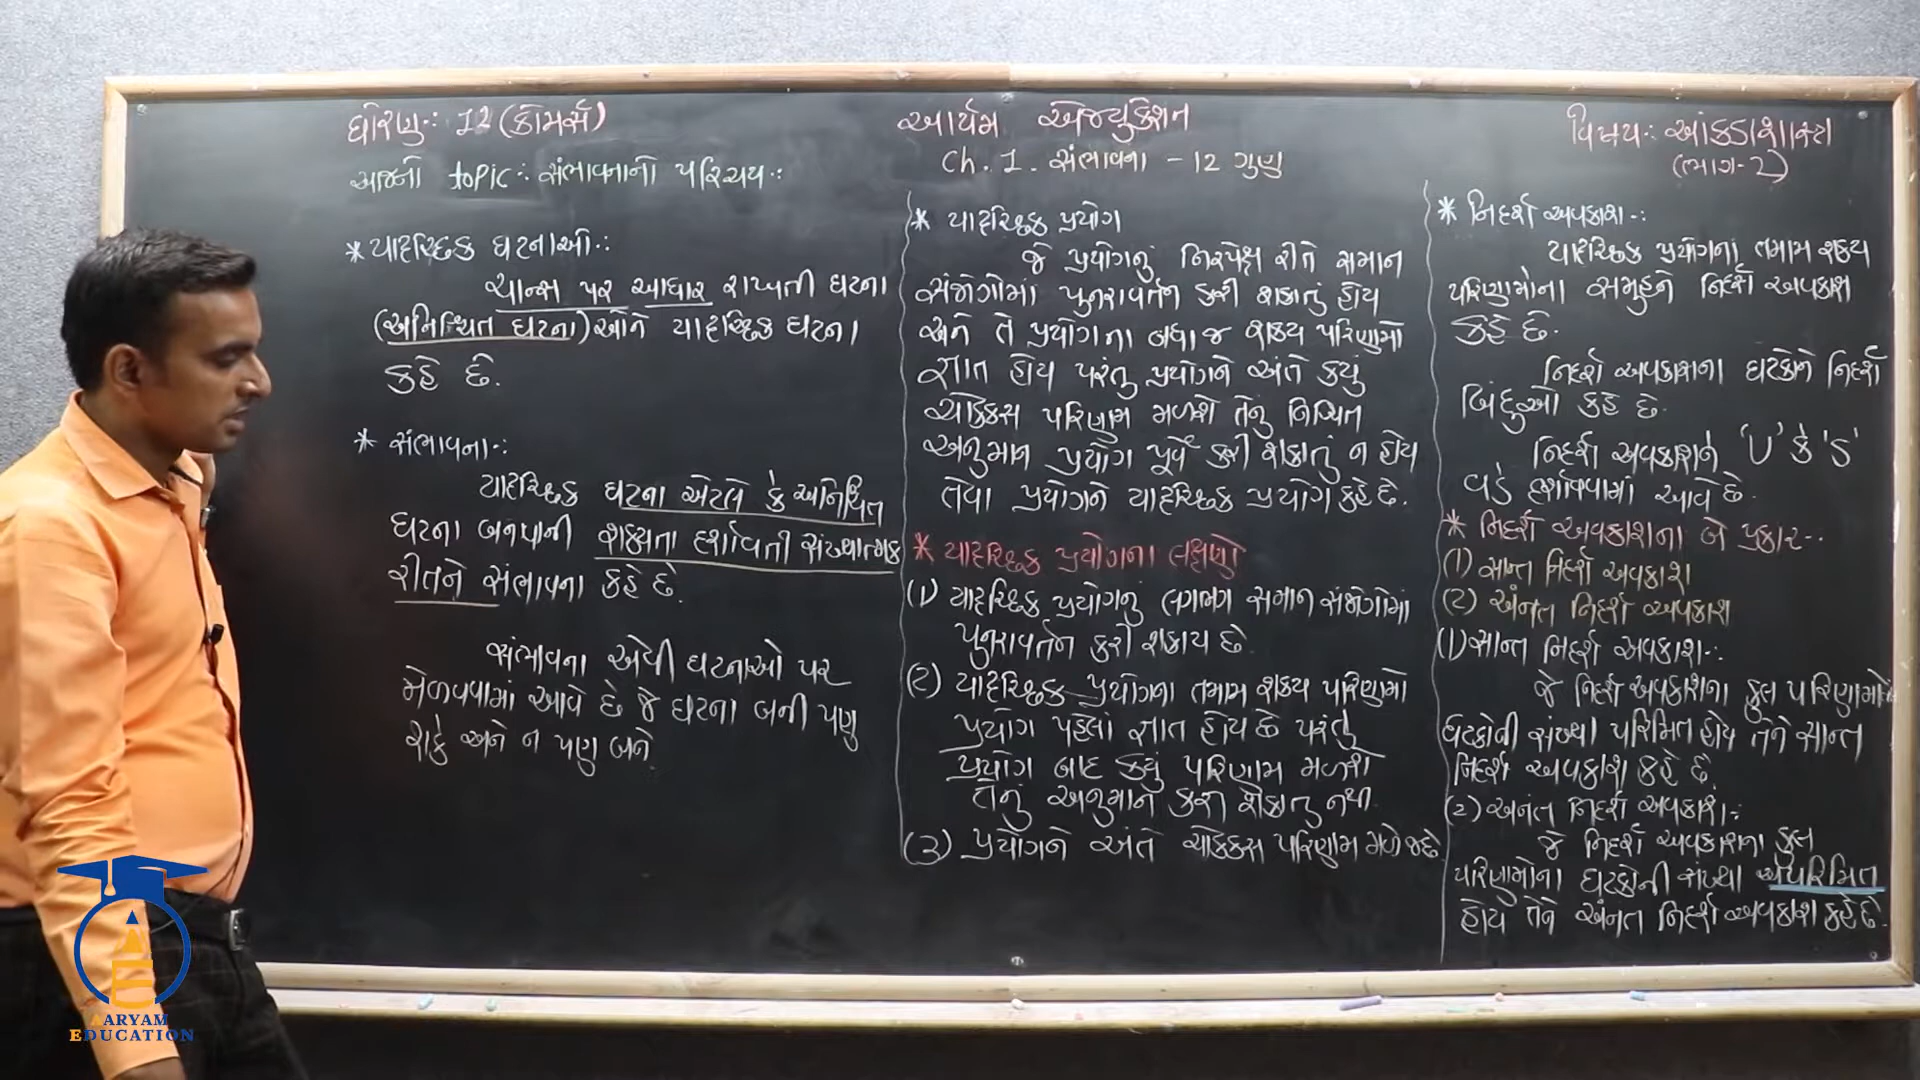 ધોરણ : 12 (કોમર્સ)
આર્યમ એજ્યુકેશન
વિષય : આંકડાશાસ્ત્ર
(ભાગ-2)
આજનો topic : સંભાવનાનો પરિચય :
Ch. 1. સંભાવના - 12 ગુણ
* યાદચ્છિક ઘટનાઓ :
ચાન્સ પર આધાર રાખતી ઘટના
(અનિશ્ચિત ઘટના)ઓને યાદચ્છિક ઘટના
કહે છે.
* સંભાવના :
યાદચ્છિક ઘટના એટલે કે અનિશ્ચિત
ઘટના બનવાની શક્યતા દર્શાવતી સંખ્યાત્મક
રીતને સંભાવના કહે છે.
સંભાવના એવી ઘટનાઓ પર
મેળવવામાં આવે છે જે ઘટના બની પણ
શકે અને ન પણ બને.
* યાદચ્છિક પ્રયોગ
જે પ્રયોગનું નિરપેક્ષ રીતે સમાન
સંજોગોમાં પુનરાવર્તન કરી શકાતું હોય
અને તે પ્રયોગના બધા જ શક્ય પરિણામો
જ્ઞાત હોય પરંતુ પ્રયોગને અંતે કયું
ચોક્કસ પરિણામ મળશે તેનું નિશ્ચિત
અનુમાન પ્રયોગ પૂર્વે કરી શકાતું ન હોય
તેવા પ્રયોગને યાદચ્છિક પ્રયોગ કહે છે.
* યાદચ્છિક પ્રયોગના લક્ષણો
(1) યાદચ્છિક પ્રયોગનું લગભગ સમાન સંજોગોમાં
પુનરાવર્તન કરી શકાય છે.
(2) યાદચ્છિક પ્રયોગના તમામ શક્ય પરિણામો
પ્રયોગ પહેલાં જ્ઞાત હોય છે પરંતુ
પ્રયોગ બાદ કયું પરિણામ મળશે
તેનું અનુમાન કરી શકાતુ નથી.
(3) પ્રયોગને અંતે ચોક્કસ પરિણામ મળે જ છે.
* નિદર્શ અવકાશ :
યાદચ્છિક પ્રયોગના તમામ શક્ય
પરિણામોના સમુહને નિદર્શ અવકાશ
કહે છે.
નિદર્શ અવકાશના ઘટકોને નિદર્શ
બિંદુઓ કહે છે.
નિદર્શ અવકાશને 'U' કે 'S'
વડે દર્શાવવામાં આવે છે.
* નિદર્શ અવકાશના બે પ્રકાર :
(1) સાન્ત નિદર્શ અવકાશ
(2) અંનત નિદર્શ અવકાશ
(1) સાન્ત નિદર્શ અવકાશ :
જે નિદર્શ અવકાશના કુલ પરિણામોના
ઘટકોની સંખ્યા પરિમિત હોય તેને સાન્ત
નિદર્શ અવકાશ કહે છે.
(2) અનંત નિદર્શ અવકાશ :
જે નિદર્શ અવકાશના કુલ
પરિણામોના ઘટકોની સંખ્યા અપરિમિત
હોય તેને અંનત નિદર્શ અવકાશ કહે છે.
AARYAM
EDUCATION